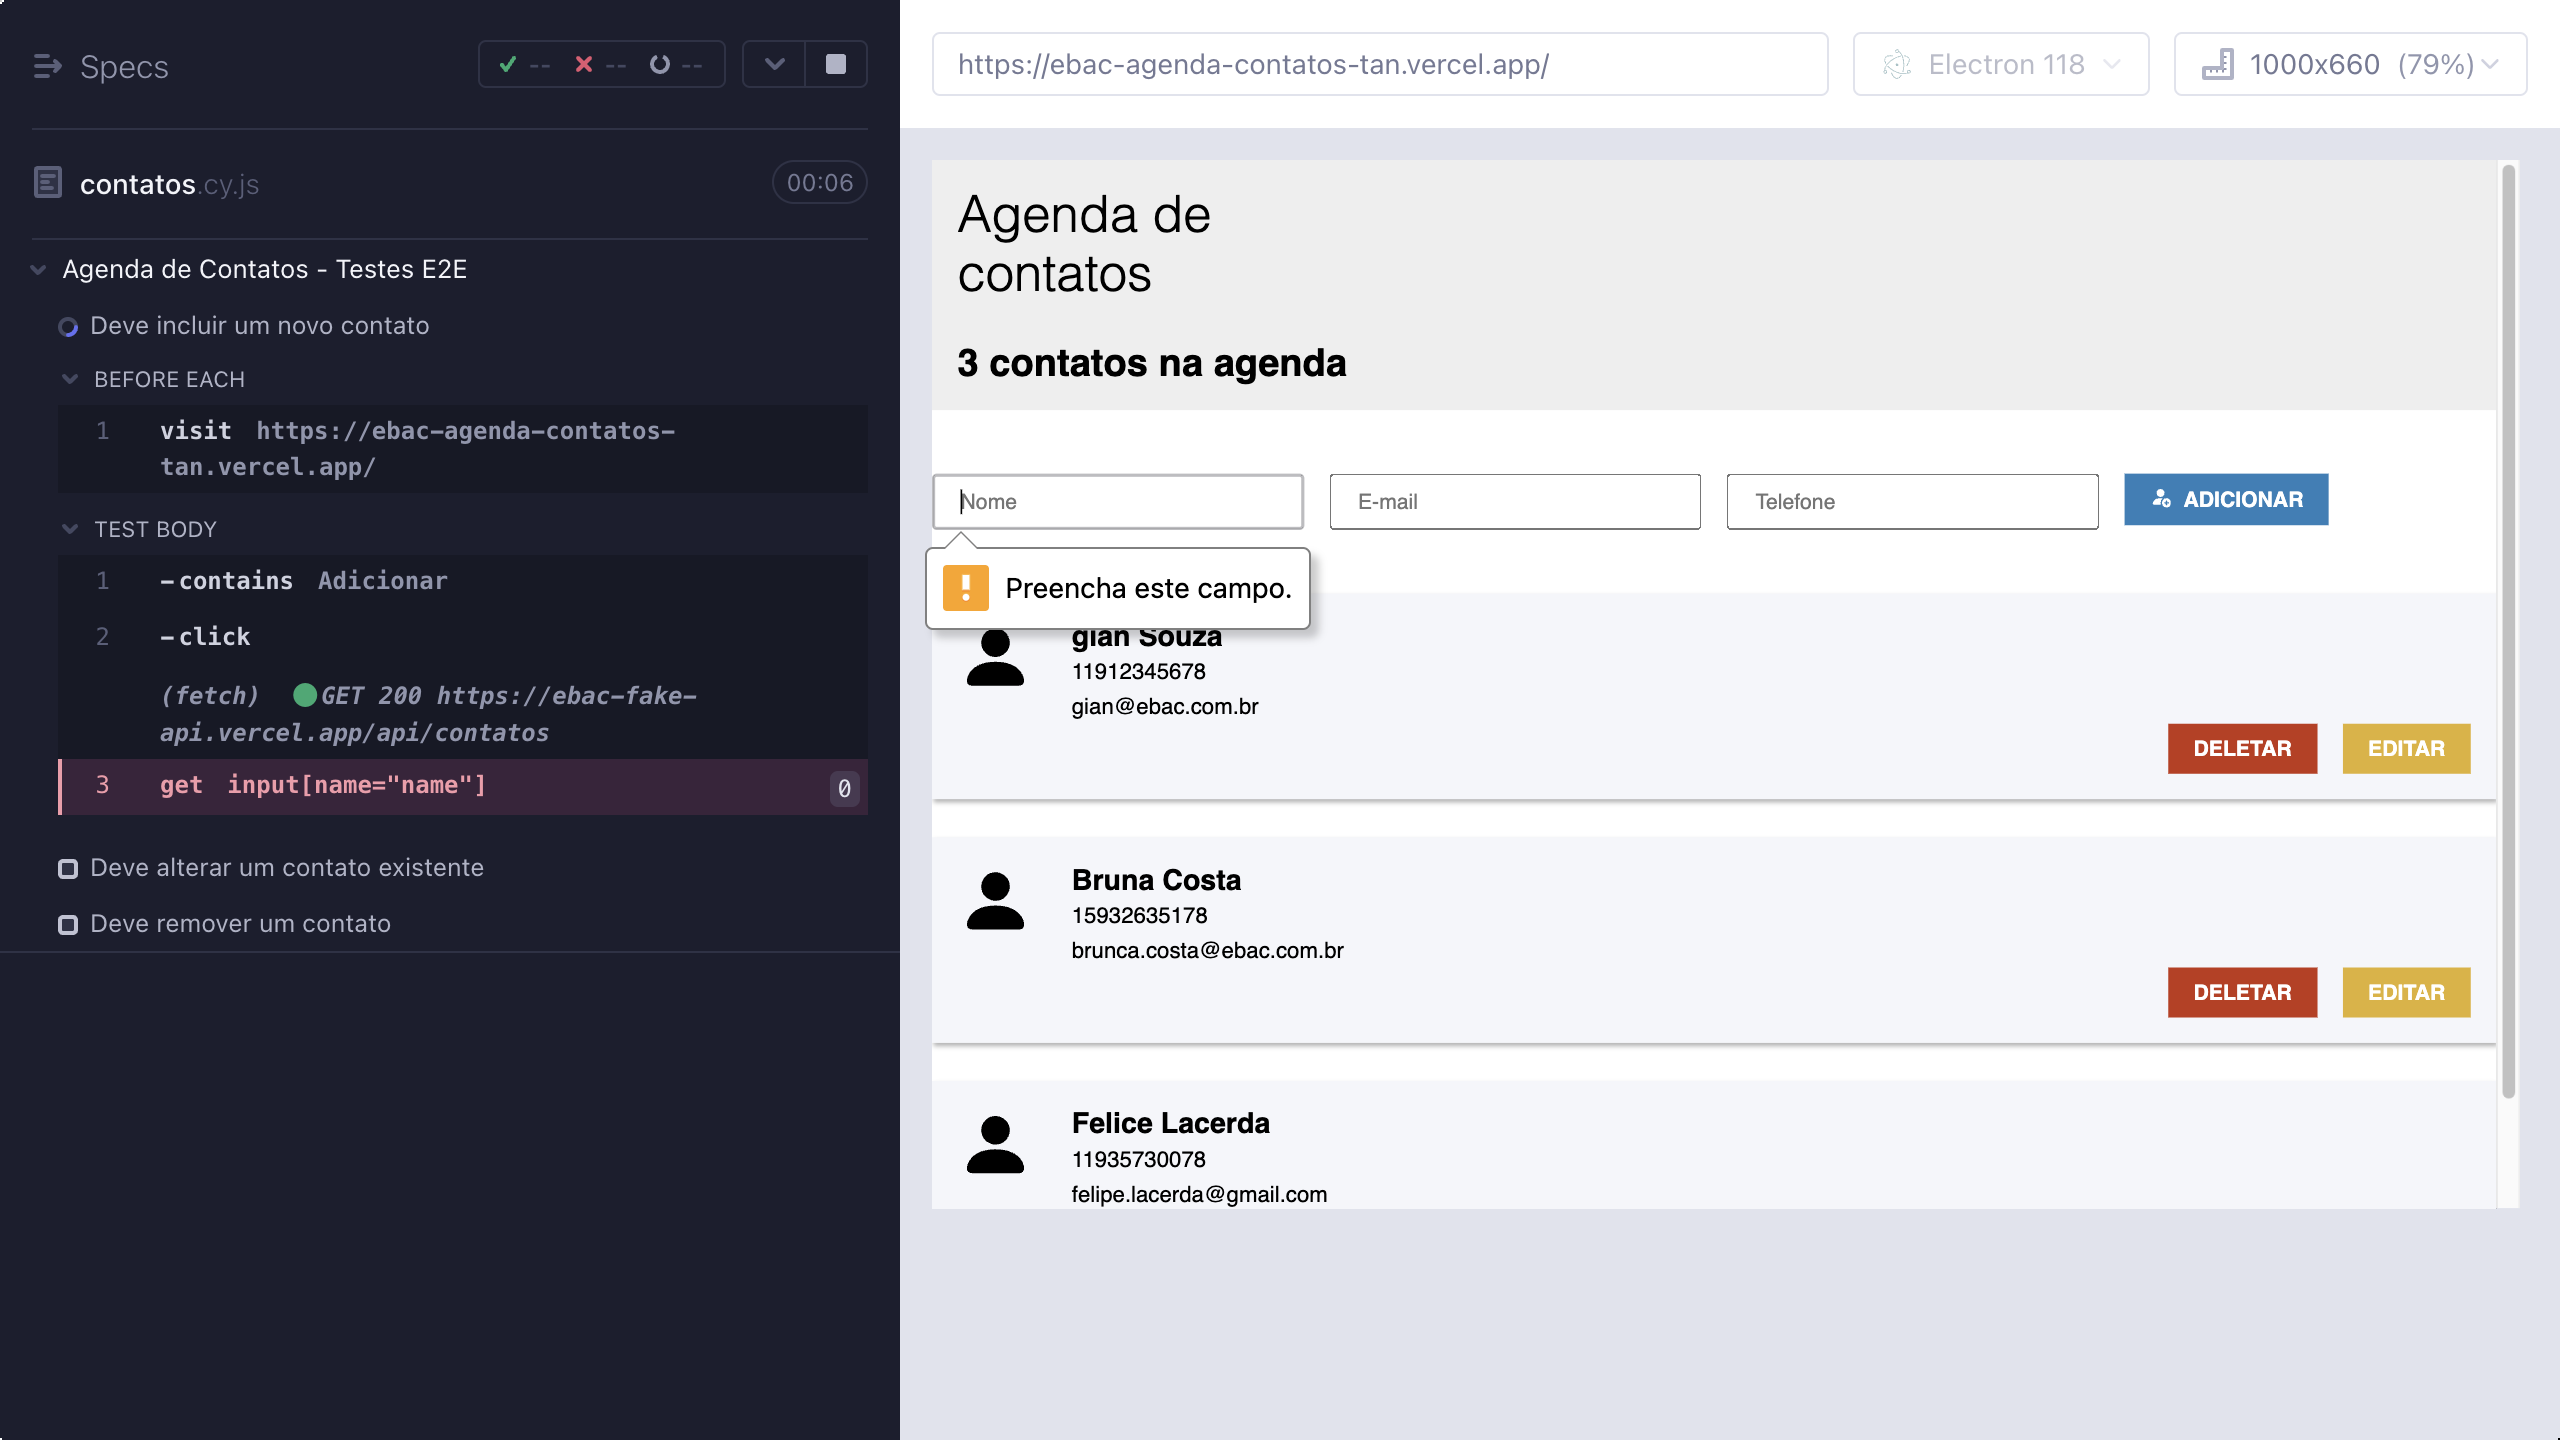 Specs
-- -- --
contatos.cy.js
00:06
Agenda de Contatos - Testes E2E
Deve incluir um novo contato
BEFORE EACH
1 visit https://ebac-agenda-contatos-
tan.vercel.app/
TEST BODY
1 -contains Adicionar
2 -click
(fetch) GET 200 https://ebac-fake-
api.vercel.app/api/contatos
3 get input[name="name"] 0
Deve alterar um contato existente
Deve remover um contato
https://ebac-agenda-contatos-tan.vercel.app/
Electron 118
1000x660 (79%)
Agenda de
contatos
3 contatos na agenda
Nome
E-mail
Telefone
ADICIONAR
Preencha este campo.
gian Souza
11912345678
gian@ebac.com.br
DELETAR EDITAR
Bruna Costa
15932635178
brunca.costa@ebac.com.br
DELETAR EDITAR
Felice Lacerda
11935730078
felipe.lacerda@gmail.com